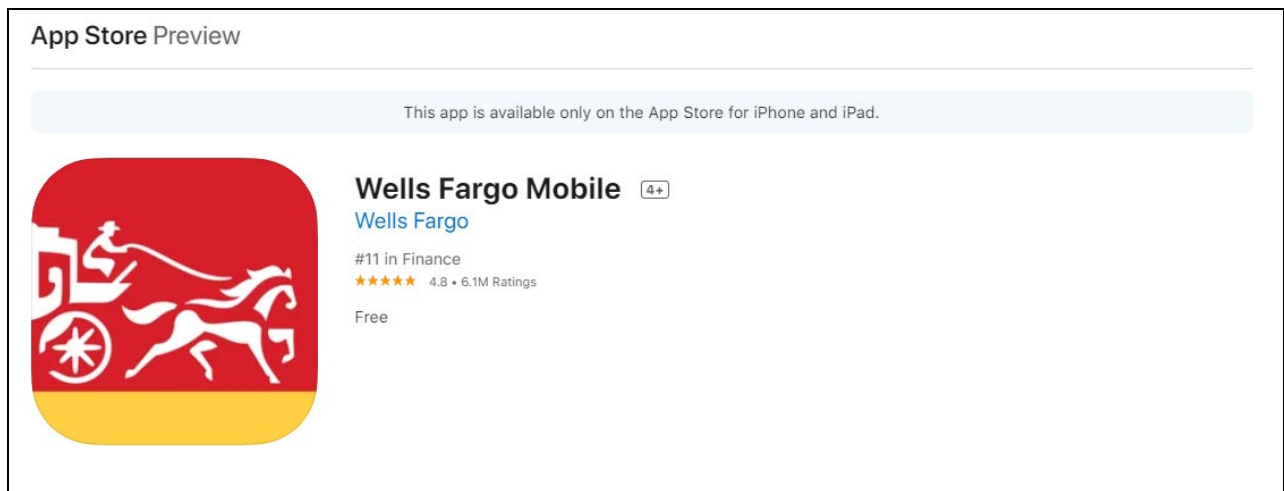 App Store Preview
This app is available only on the App Store for iPhone and iPad.
Wells Fargo Mobile 4+
Wells Fargo
#11 in Finance
★★★★★ 4.8 • 6.1M Ratings
Free